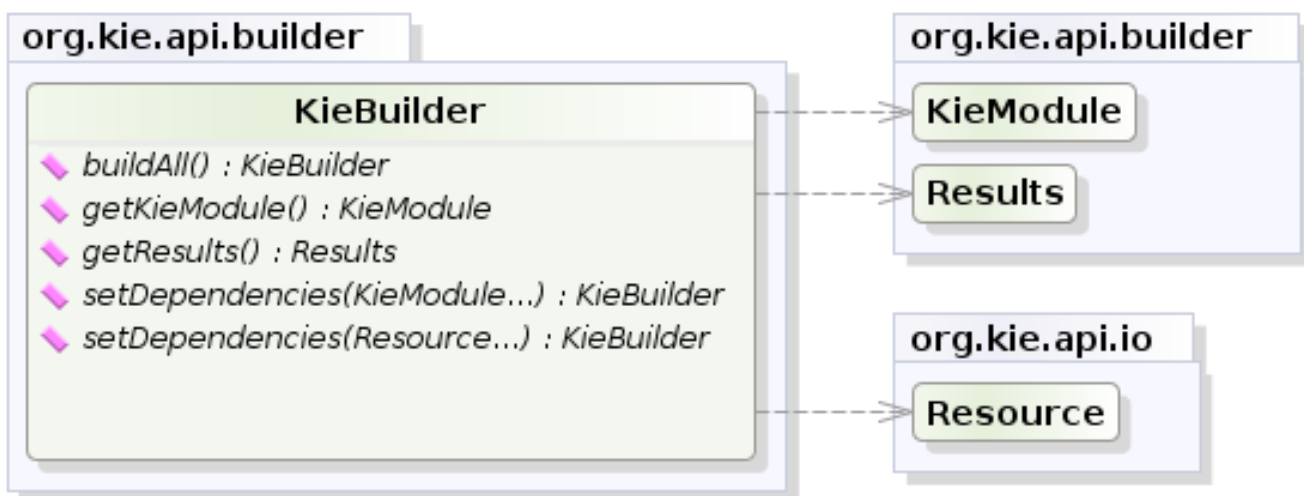 org.kie.api.builder
KieBuilder
buildAll() : KieBuilder
getKieModule() : KieModule
getResults() : Results
setDependencies(KieModule...) : KieBuilder
setDependencies(Resource...) : KieBuilder
org.kie.api.builder
KieModule
Results
org.kie.api.io
Resource